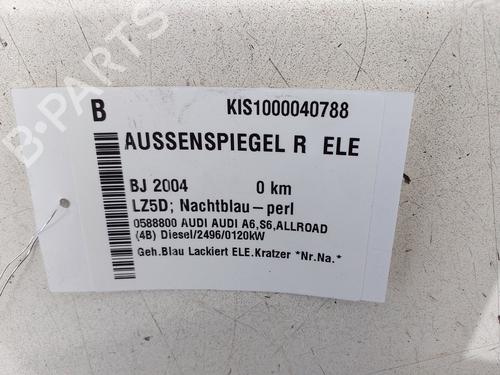 B KIS1000040788
AUSSENSPIEGEL R ELE
BJ 2004 0 km
LZ5D; Nachtblau-perl
0588800 AUDI AUDI A6,S6,ALLROAD
(4B) Diesel/2496/0120kW
Geh.Blau Lackiert ELE.Kratzer *Nr.Na.*
B-PARTS